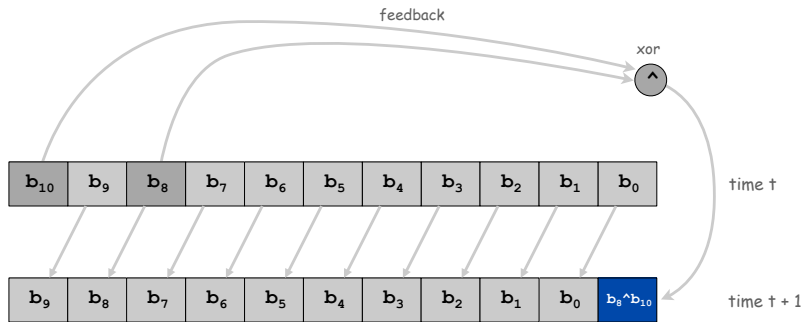 feedback
xor
^
b₁₀ b₉ b₈ b₇ b₆ b₅ b₄ b₃ b₂ b₁ b₀ time t
b₉ b₈ b₇ b₆ b₅ b₄ b₃ b₂ b₁ b₀ b₈^b₁₀ time t + 1